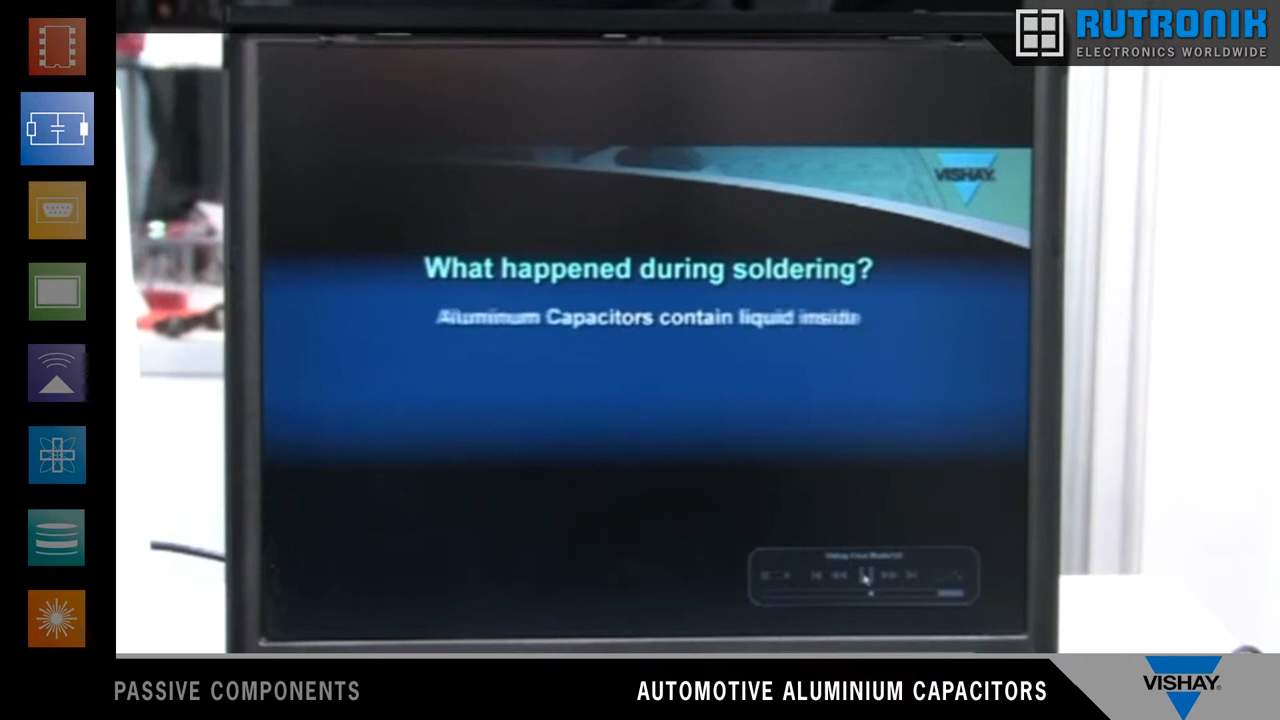 RUTRONIK
ELECTRONICS WORLDWIDE
VISHAY
What happened during soldering?
Aluminum Capacitors contain liquid inside
PASSIVE COMPONENTS
AUTOMOTIVE ALUMINIUM CAPACITORS
VISHAY